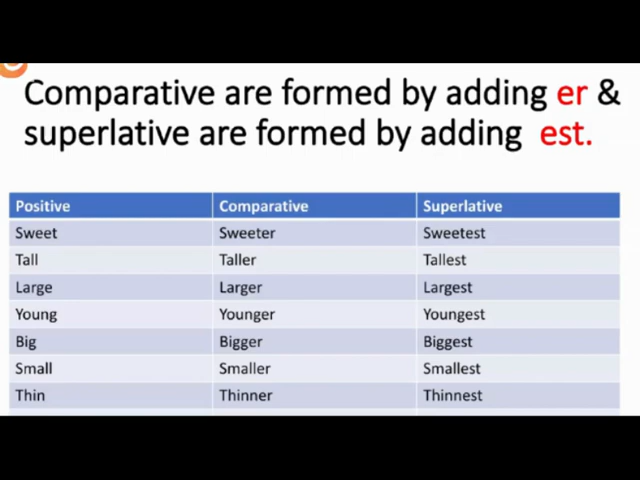 Comparative are formed by adding er &
superlative are formed by adding est.
Positive Comparative Superlative
Sweet Sweeter Sweetest
Tall Taller Tallest
Large Larger Largest
Young Younger Youngest
Big Bigger Biggest
Small Smaller Smallest
Thin Thinner Thinnest